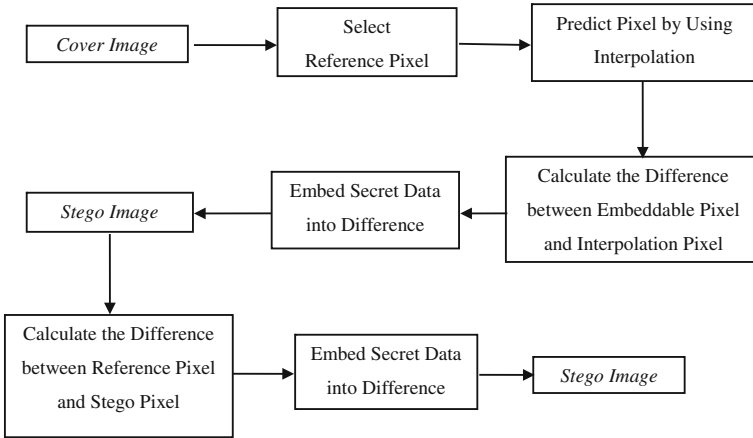 Cover Image
Select
Reference Pixel
Predict Pixel by Using
Interpolation
Calculate the Difference
between Embeddable Pixel
and Interpolation Pixel
Embed Secret Data
into Difference
Stego Image
Calculate the Difference
between Reference Pixel
and Stego Pixel
Embed Secret Data
into Difference
Stego Image